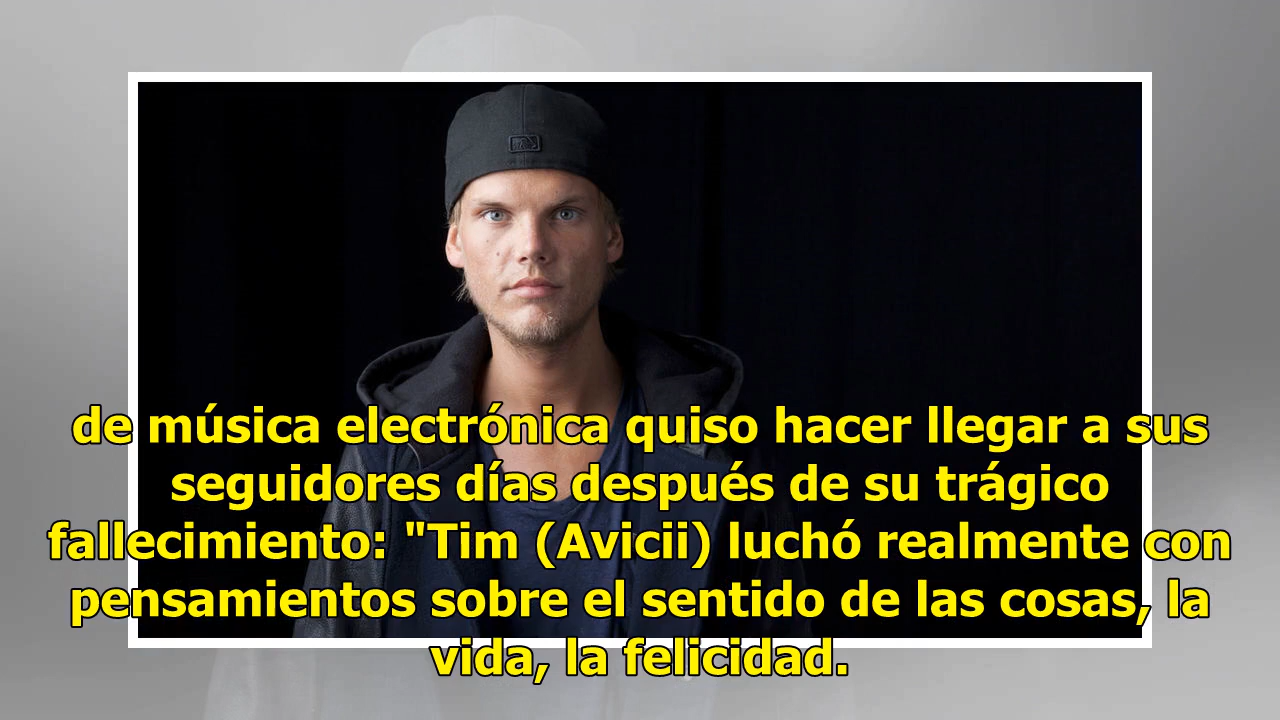 de música electrónica quiso hacer llegar a sus
seguidores días después de su trágico
fallecimiento: "Tim (Avicii) luchó realmente con
pensamientos sobre el sentido de las cosas, la
vida, la felicidad.